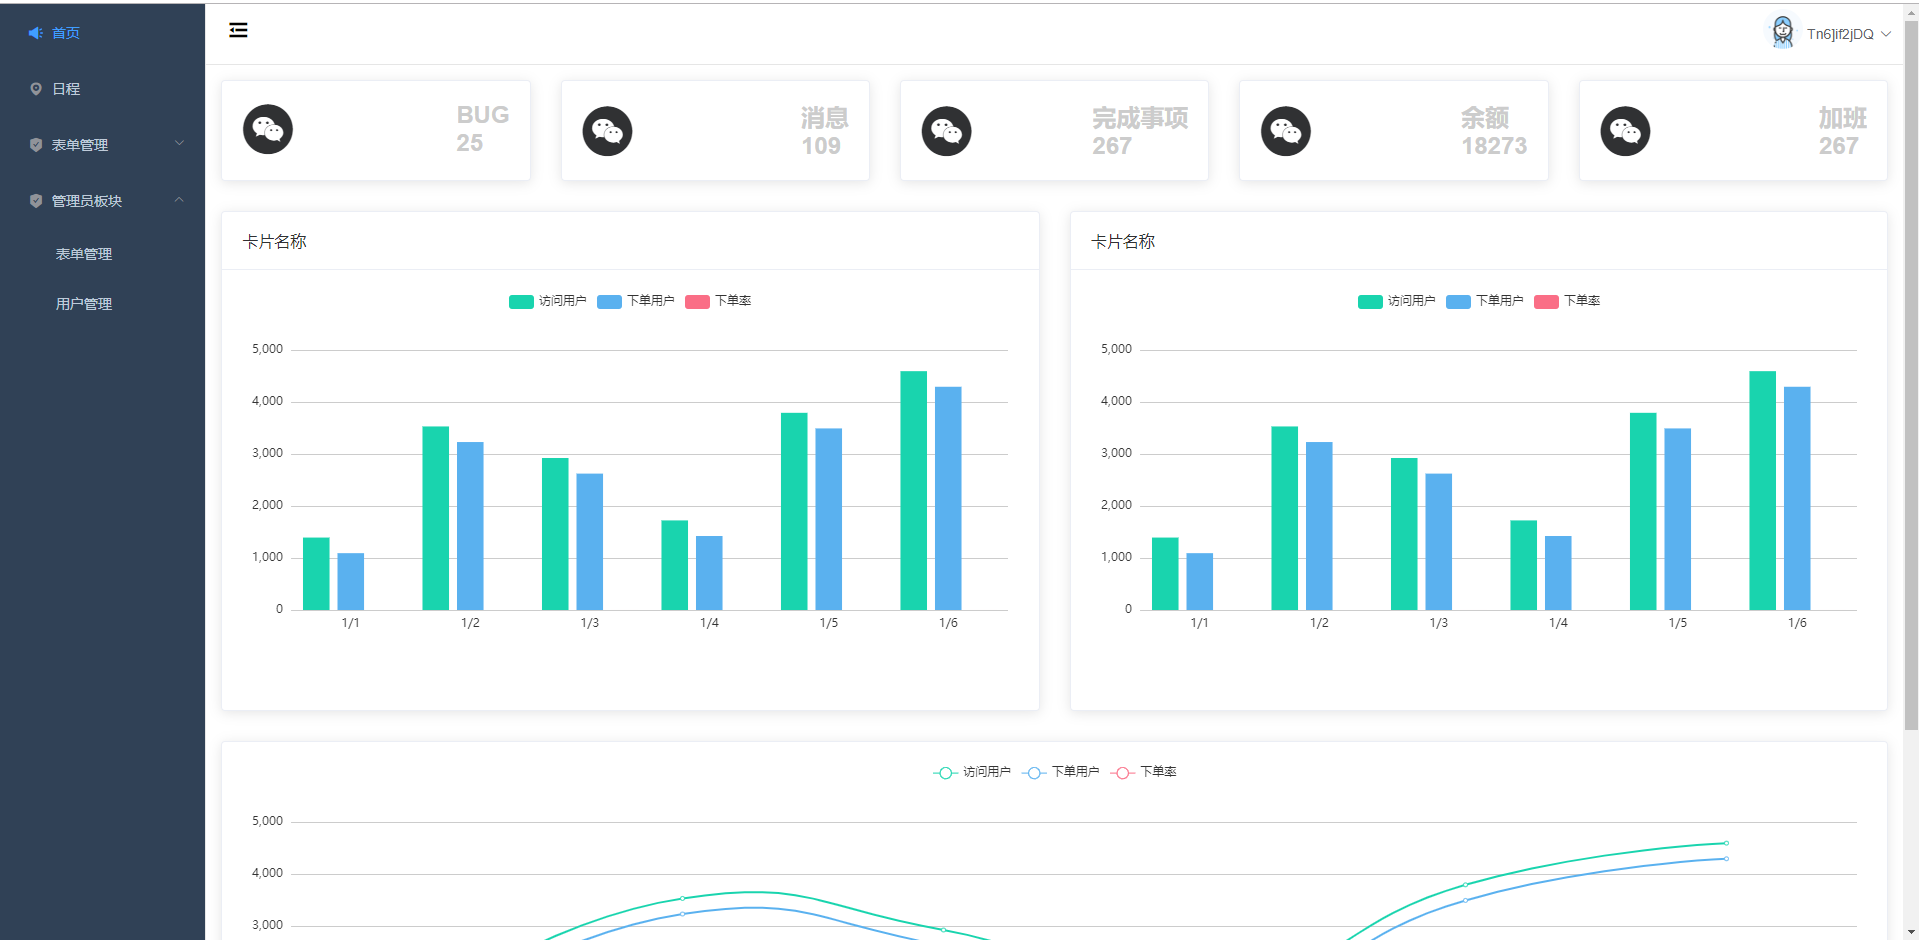 首页
日程
表单管理
管理员板块
表单管理
用户管理
Tn6]if2jDQ
BUG
25
消息
109
完成事项
267
余额
18273
加班
267
卡片名称
访问用户 下单用户 下单率
5,000
4,000
3,000
2,000
1,000
0
1/1 1/2 1/3 1/4 1/5 1/6
卡片名称
访问用户 下单用户 下单率
5,000
4,000
3,000
2,000
1,000
0
1/1 1/2 1/3 1/4 1/5 1/6
访问用户 下单用户 下单率
5,000
4,000
3,000